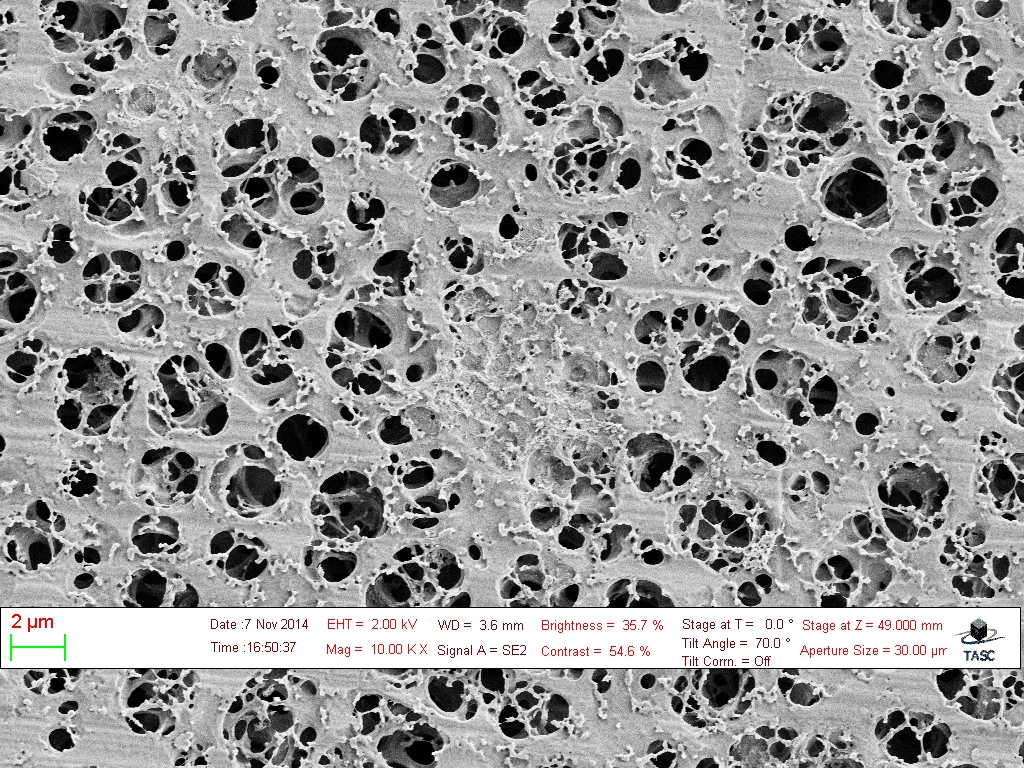 2 µm
Date :7 Nov 2014
Time :16:50:37
EHT = 2.00 kV
Mag = 10.00 K X
WD = 3.6 mm
Signal A = SE2
Brightness = 35.7 %
Contrast = 54.6 %
Stage at T = 0.0 °
Tilt Angle = 70.0 °
Tilt Corrn. = Off
Stage at Z = 49.000 mm
Aperture Size = 30.00 µm
TASC